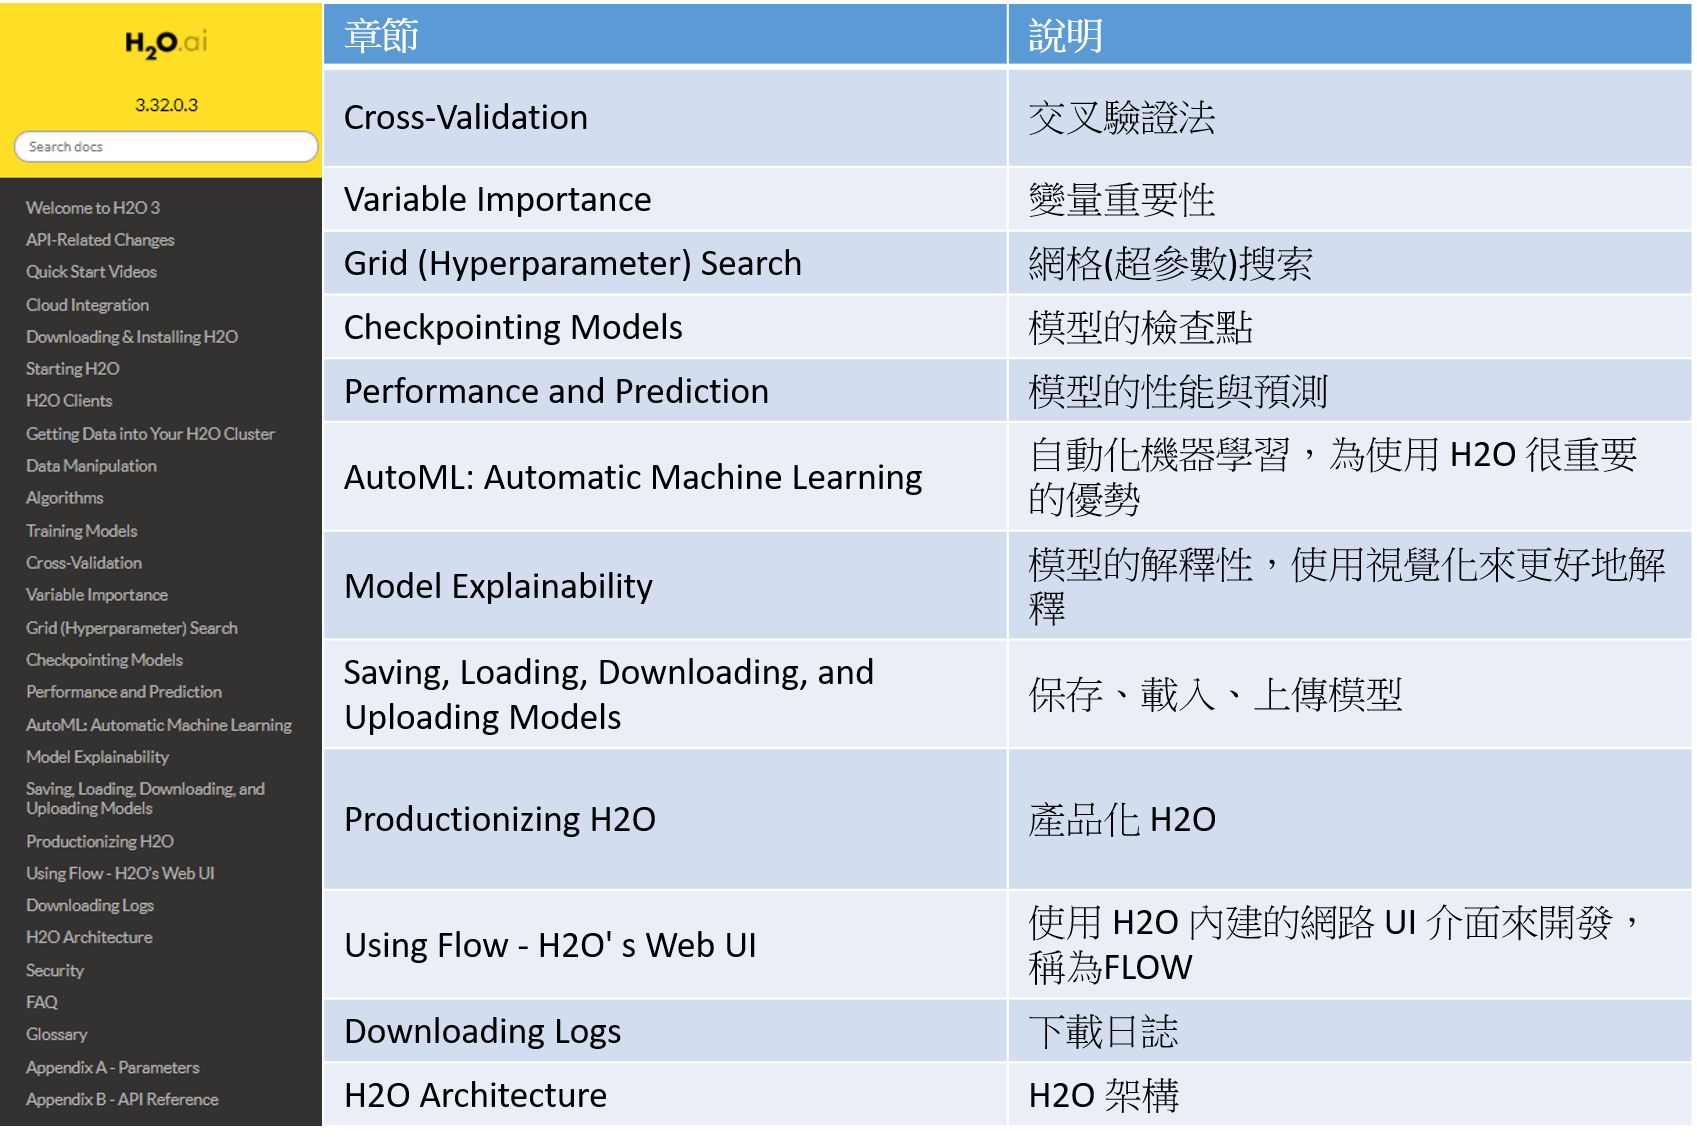 H2O.ai
3.32.0.3
Search docs
Welcome to H2O 3
API-Related Changes
Quick Start Videos
Cloud Integration
Downloading & Installing H2O
Starting H2O
H2O Clients
Getting Data into Your H2O Cluster
Data Manipulation
Algorithms
Training Models
Cross-Validation
Variable Importance
Grid (Hyperparameter) Search
Checkpointing Models
Performance and Prediction
AutoML: Automatic Machine Learning
Model Explainability
Saving, Loading, Downloading, and
Uploading Models
Productionizing H2O
Using Flow - H2O's Web UI
Downloading Logs
H2O Architecture
Security
FAQ
Glossary
Appendix A - Parameters
Appendix B - API Reference
章節
說明
Cross-Validation
交叉驗證法
Variable Importance
變量重要性
Grid (Hyperparameter) Search
網格(超參數)搜索
Checkpointing Models
模型的檢查點
Performance and Prediction
模型的性能與預測
AutoML: Automatic Machine Learning
自動化機器學習，為使用 H2O 很重要
的優勢
Model Explainability
模型的解釋性，使用視覺化來更好地解
釋
Saving, Loading, Downloading, and
Uploading Models
保存、載入、上傳模型
Productionizing H2O
產品化 H2O
Using Flow - H2O' s Web UI
使用 H2O 內建的網路 UI 介面來開發，
稱為FLOW
Downloading Logs
下載日誌
H2O Architecture
H2O 架構